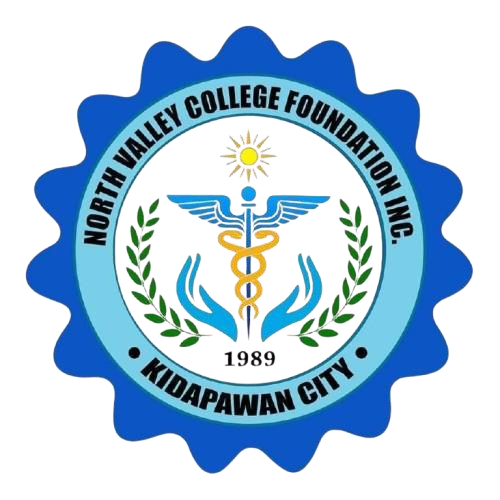 NORTH VALLEY COLLEGE FOUNDATION INC.
1989
• KIDAPAWAN CITY •